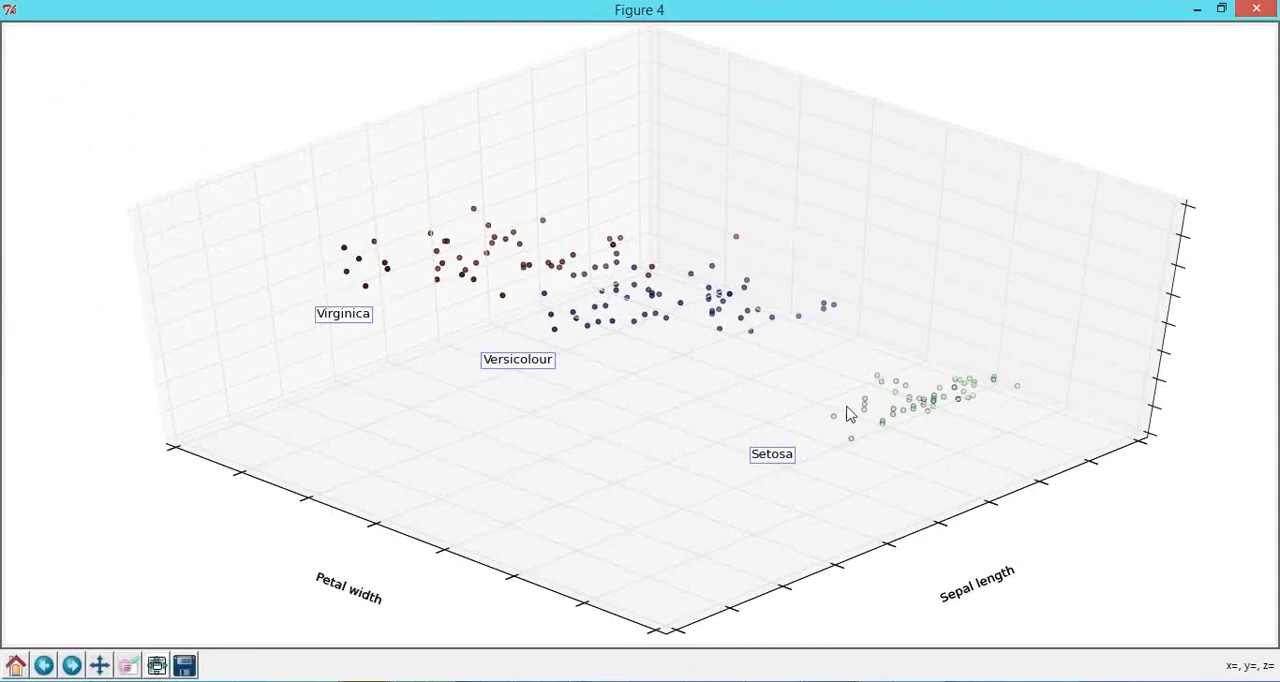 Figure 4
Virginica
Versicolour
Setosa
Petal width
Sepal length
x=, y=, z=